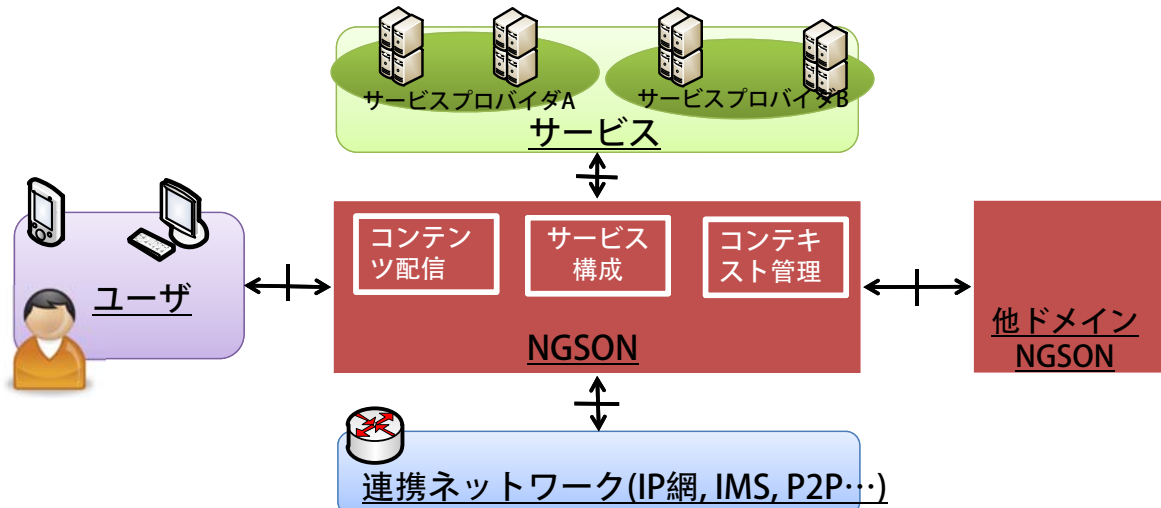 サービスプロバイダA
サービスプロバイダB
サービス
コンテン
ツ配信
サービス
構成
コンテキ
スト管理
ユーザ
NGSON
他ドメイン
NGSON
連携ネットワーク(IP網, IMS, P2P…)